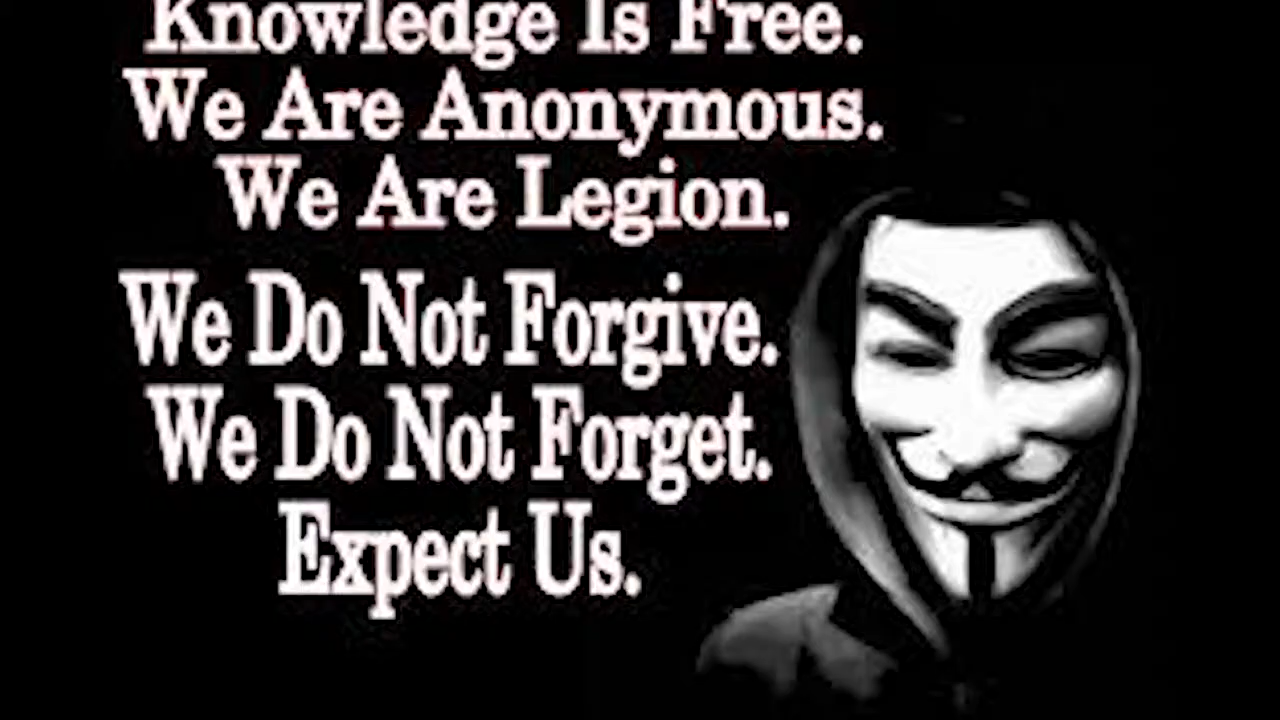 Knowledge Is Free.
We Are Anonymous.
We Are Legion.
We Do Not Forgive.
We Do Not Forget.
Expect Us.